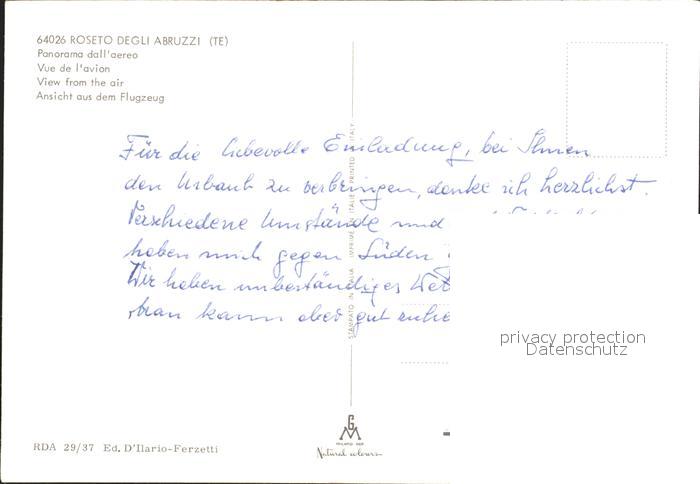 64026 ROSETO DEGLI ABRUZZI (TE)
Panorama dall'aereo
Vue de l'avion
View from the air
Ansicht aus dem Flugzeug
Für die liebevolle Einladung, bei Ihnen
den Urlaub zu verbringen, danke ich herzlichst.
Verschiedene Umstände und
haben mich gegen Süden
Wir haben unbeständiges Wet
Man kann aber gut
STAMPATO IN ITALIA IMPRIMÉ EN ITALIE PRINTED IN ITALY
privacy protection
Datenschutz
RDA 29/37 Ed. D'Ilario-Ferzetti
GM
Natural colours